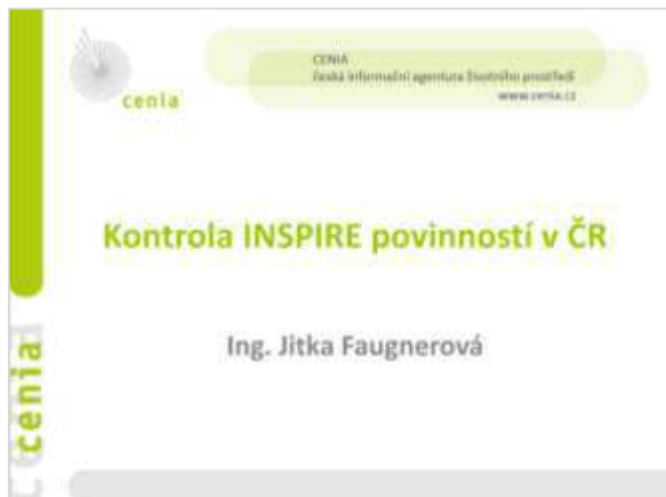 CENIA
česká informační agentura životního prostředí
www.cenia.cz
cenia
Kontrola INSPIRE povinností v ČR
Ing. Jitka Faugnerová
cenia